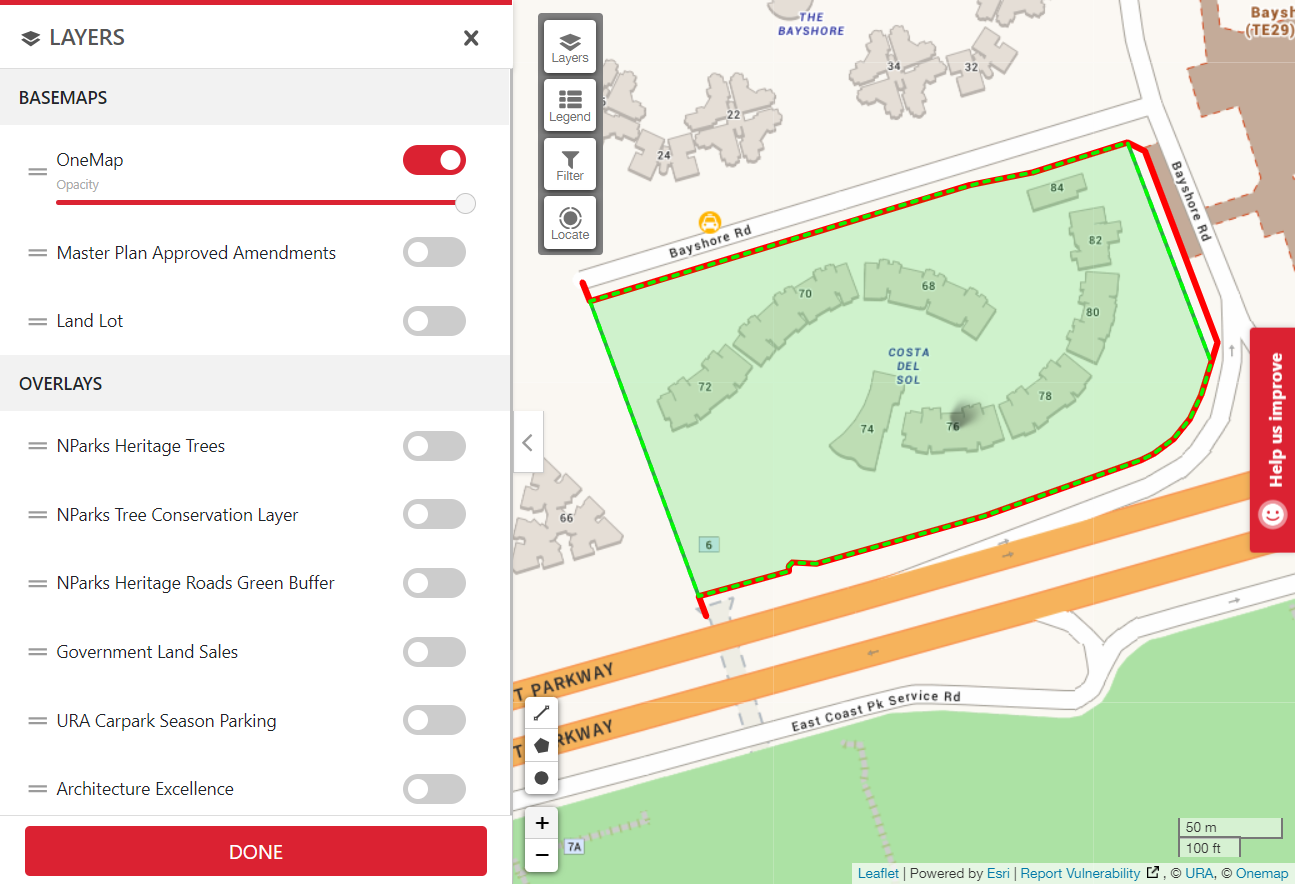 LAYERS
BASEMAPS
OneMap
Opacity
Master Plan Approved Amendments
Land Lot
OVERLAYS
NParks Heritage Trees
NParks Tree Conservation Layer
NParks Heritage Roads Green Buffer
Government Land Sales
URA Carpark Season Parking
Architecture Excellence
DONE
Layers
Legend
Filter
Locate
THE
BAYSHORE
Baysh
(TE29)
34
32
22
24
84
Bayshore Rd
Bayshore Rd
82
70
68
80
COSTA
DEL
SOL
72
78
74
76
66
6
T PARKWAY
T PARKWAY
East Coast Pk Service Rd
7A
Help us improve
+
−
50 m
100 ft
Leaflet | Powered by Esri | Report Vulnerability , © URA, © Onemap